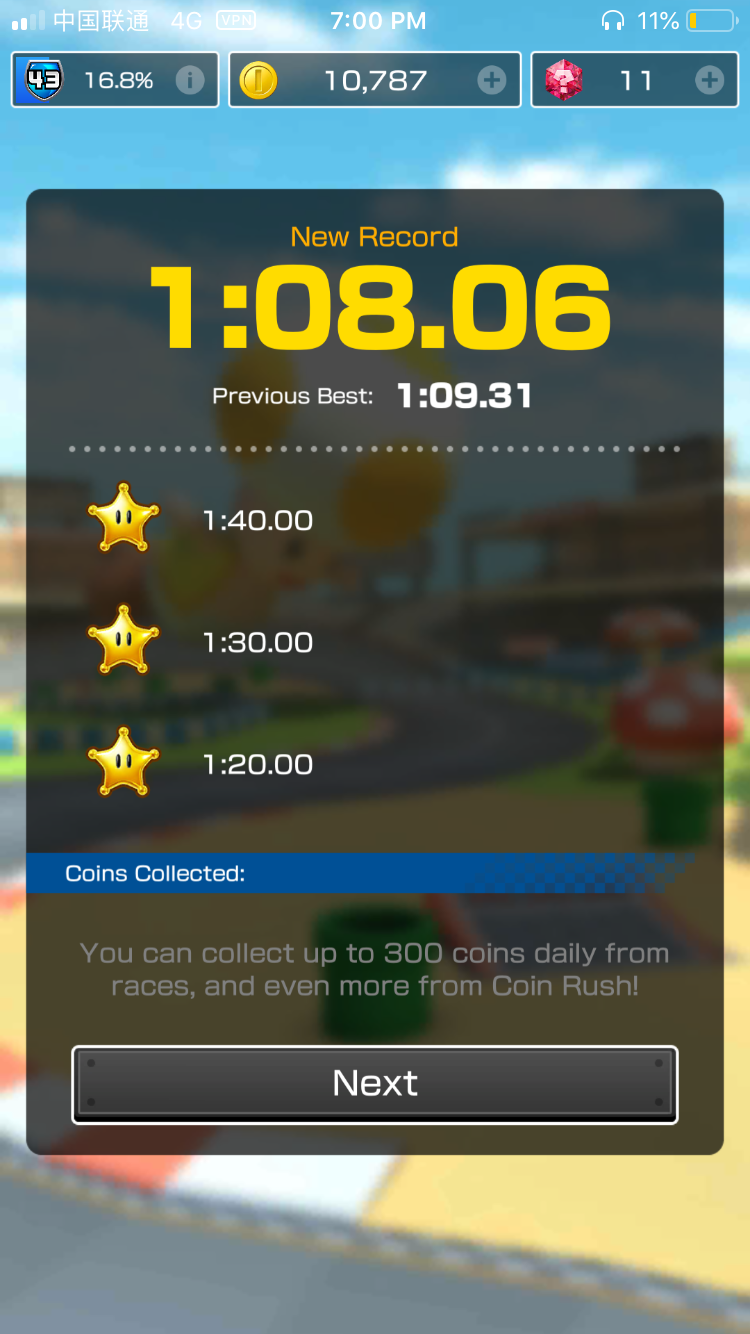 中国联通 4G VPN 7:00 PM 11%
43 16.8% i 10,787 + ? 11 +
New Record
1:08.06
Previous Best: 1:09.31
1:40.00
1:30.00
1:20.00
Coins Collected:
You can collect up to 300 coins daily from
races, and even more from Coin Rush!
Next